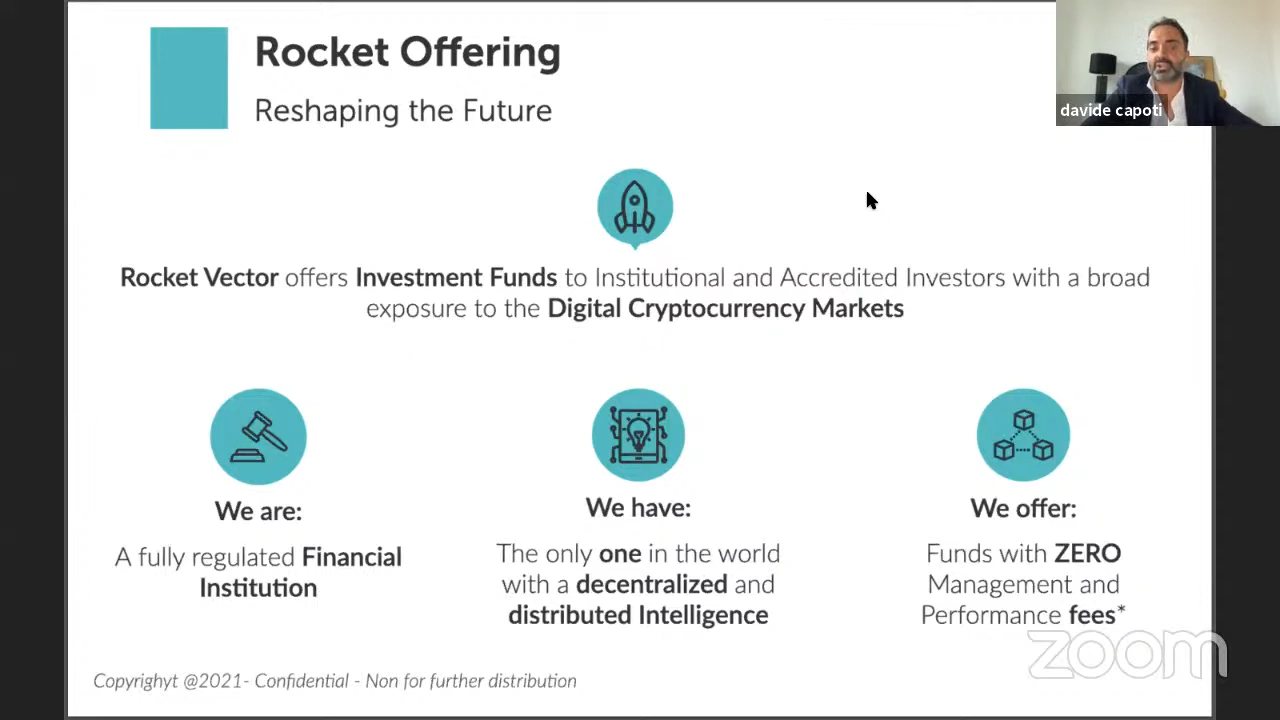 Rocket Offering
Reshaping the Future
davide capoti
Rocket Vector offers Investment Funds to Institutional and Accredited Investors with a broad
exposure to the Digital Cryptocurrency Markets
We are:
A fully regulated Financial
Institution
We have:
The only one in the world
with a decentralized and
distributed Intelligence
We offer:
Funds with ZERO
Management and
Performance fees*
zoom
Copyrighyt @2021- Confidential - Non for further distribution